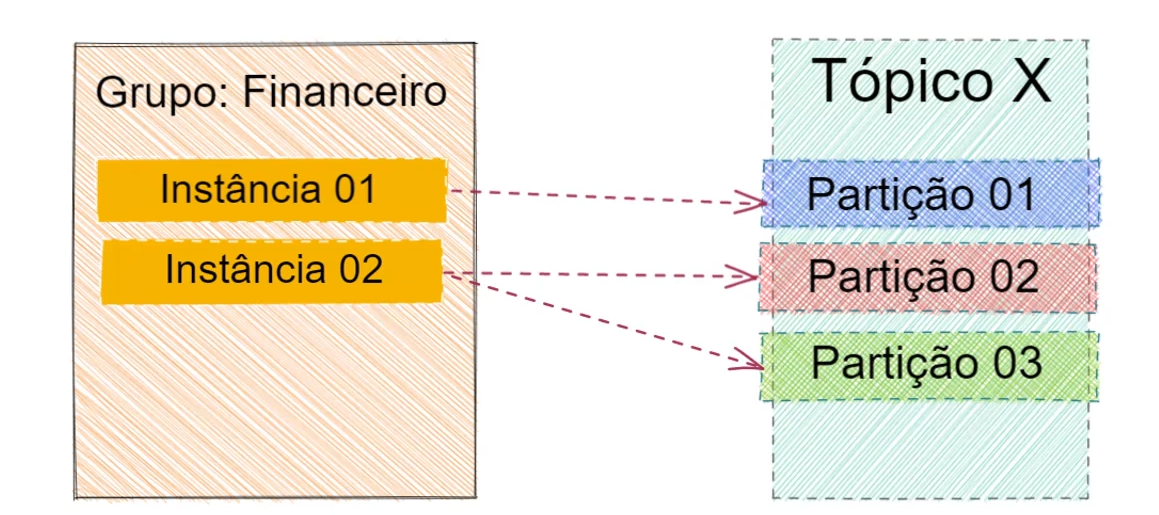 Grupo: Financeiro
Instância 01
Instância 02
Tópico X
Partição 01
Partição 02
Partição 03